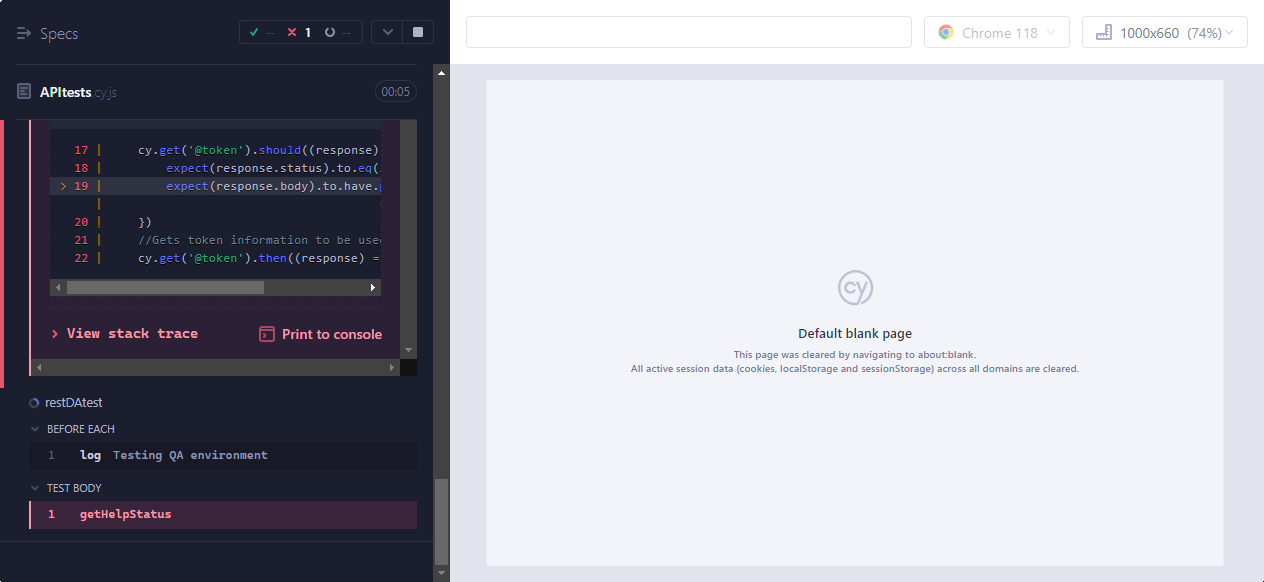 Specs
-- 1 --
Chrome 118
1000x660 (74%)
APItests.cy.js
00:05
17 | cy.get('@token').should((response)
18 | expect(response.status).to.eq(
> 19 | expect(response.body).to.have.
|
20 | })
21 | //Gets token information to be use
22 | cy.get('@token').then((response) =
> View stack trace
Print to console
restDAtest
BEFORE EACH
1 log Testing QA environment
TEST BODY
1 getHelpStatus
cy
Default blank page
This page was cleared by navigating to about:blank.
All active session data (cookies, localStorage and sessionStorage) across all domains are cleared.